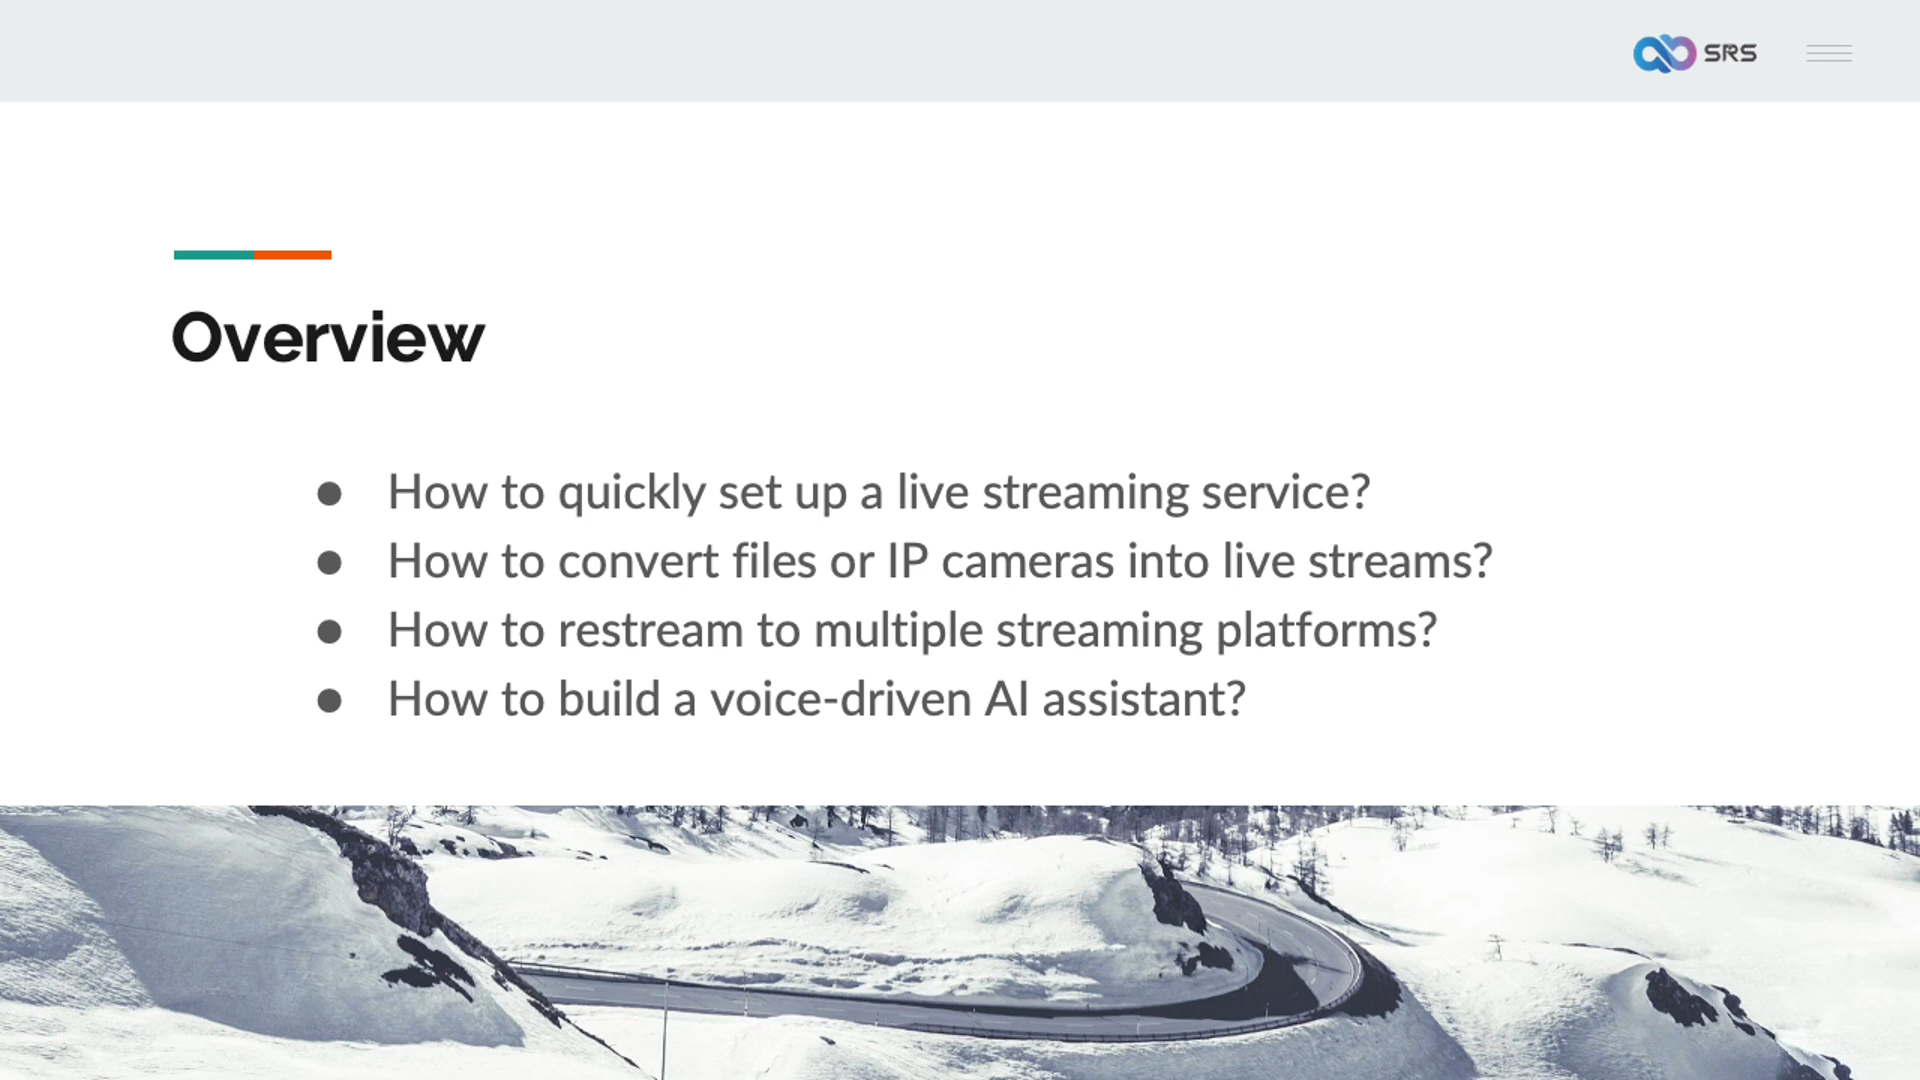 SRS
Overview
● How to quickly set up a live streaming service?
● How to convert files or IP cameras into live streams?
● How to restream to multiple streaming platforms?
● How to build a voice-driven AI assistant?